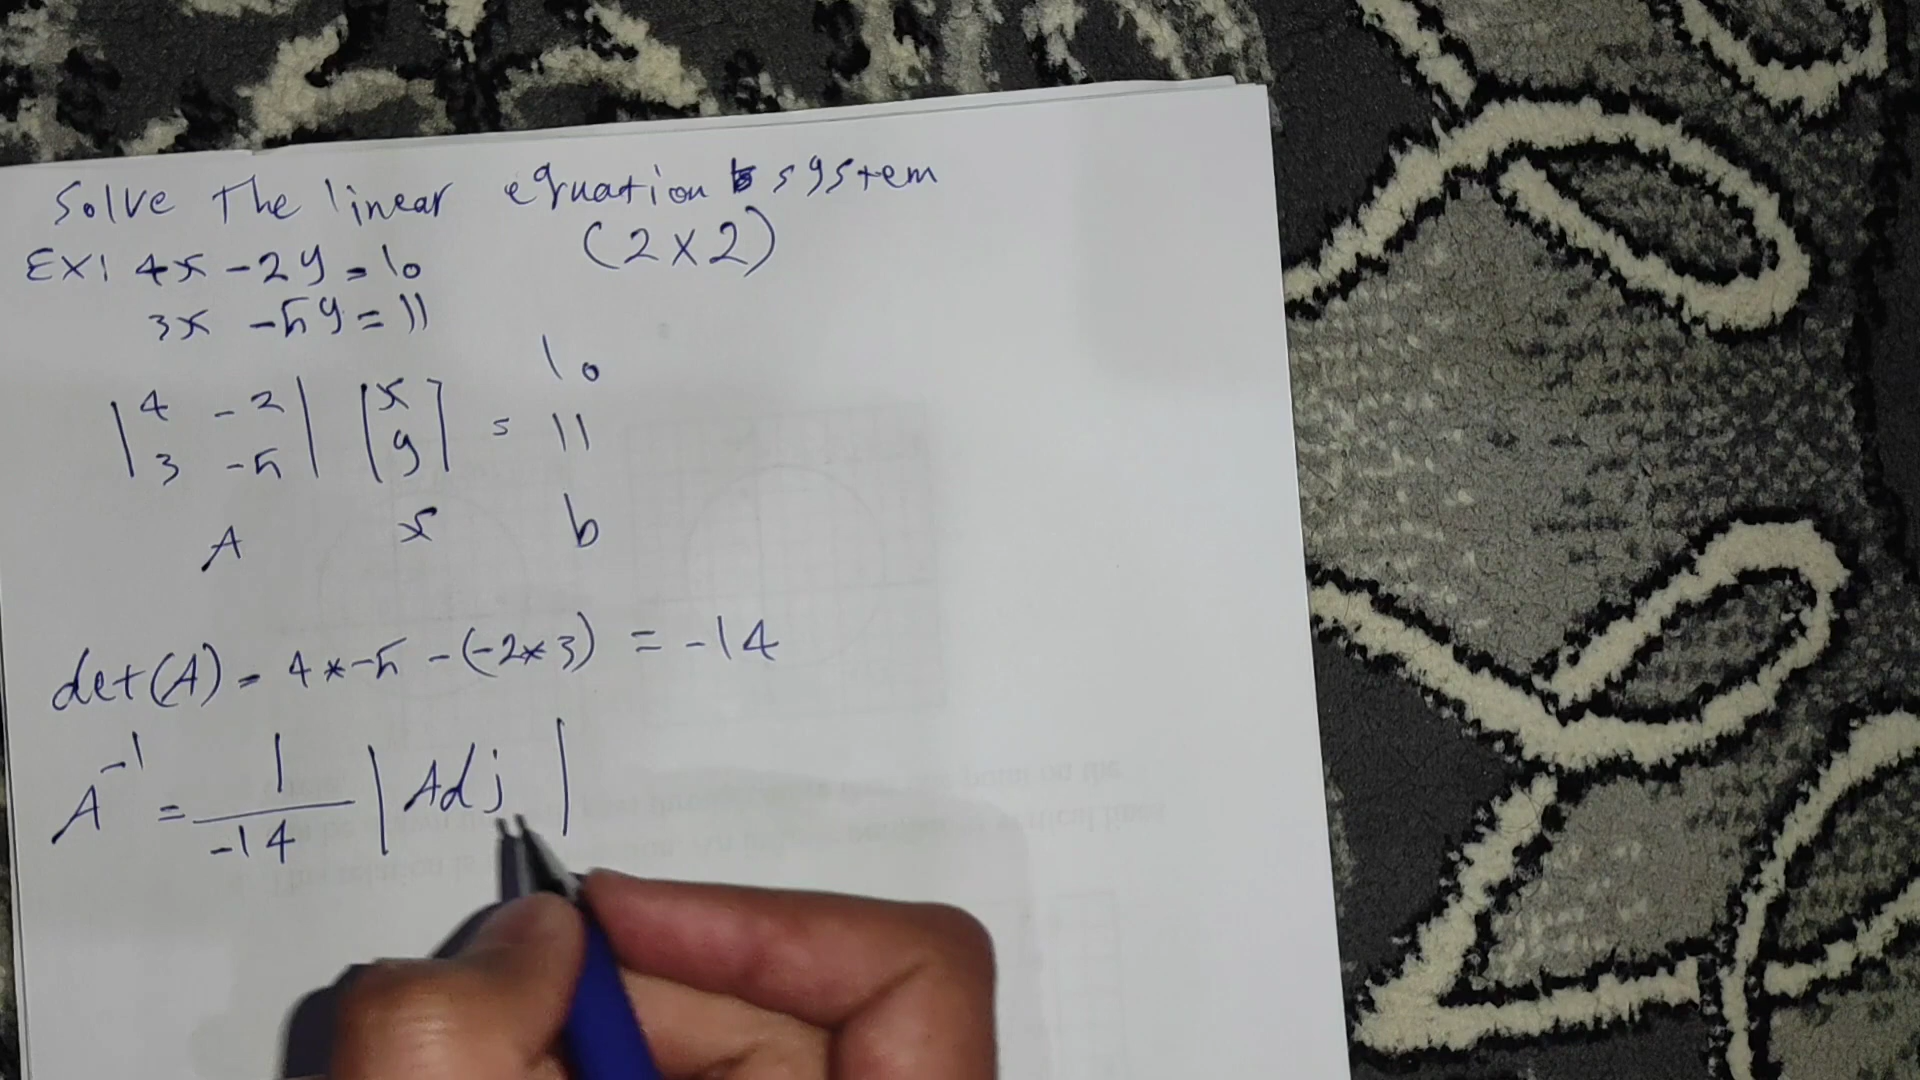 Solve The linear equation system
(2x2)
EX1 4x - 2y = 10
3x - 5y = 11
| 4 -2 | [ x ] = 10
| 3 -5 | [ y ] 11
A x b
det(A) = 4 * -5 - (-2 * 3) = -14
A⁻¹ = 1/-14 | Adj |